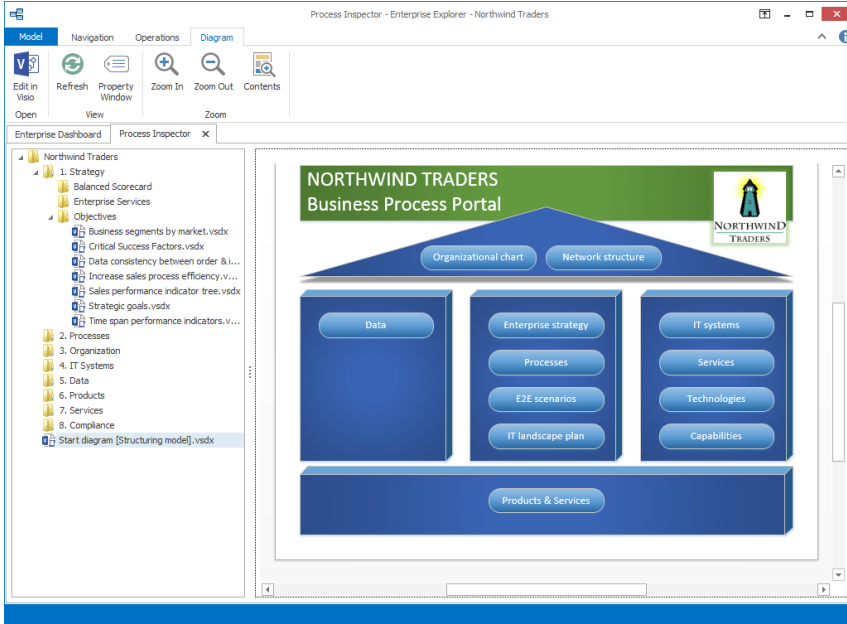 Process Inspector - Enterprise Explorer - Northwind Traders
Model Navigation Operations Diagram
Edit in Visio
Refresh
Property Window
Zoom In
Zoom Out
Contents
Open View Zoom
Enterprise Dashboard Process Inspector X
Northwind Traders
1. Strategy
Balanced Scorecard
Enterprise Services
Objectives
Business segments by market.vsdx
Critical Success Factors.vsdx
Data consistency between order & i...
Increase sales process efficiency.v...
Sales performance indicator tree.vsdx
Strategic goals.vsdx
Time span performance indicators.v...
2. Processes
3. Organization
4. IT Systems
5. Data
6. Products
7. Services
8. Compliance
Start diagram [Structuring model].vsdx
NORTHWIND TRADERS
Business Process Portal
NORTHWIND
TRADERS
Organizational chart Network structure
Data
Enterprise strategy
Processes
E2E scenarios
IT landscape plan
IT systems
Services
Technologies
Capabilities
Products & Services